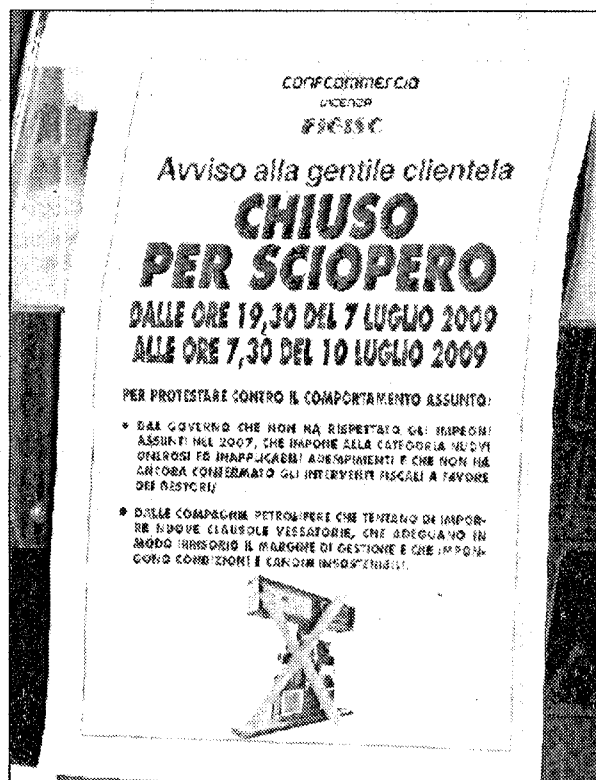 CONFCOMMERCIO
VICENZA
FIGISC
Avviso alla gentile clientela
CHIUSO
PER SCIOPERO
DALLE ORE 19,30 DEL 7 LUGLIO 2009
ALLE ORE 7,30 DEL 10 LUGLIO 2009
PER PROTESTARE CONTRO IL COMPORTAMENTO ASSUNTO:
• DAL GOVERNO CHE NON HA RISPETTATO GLI IMPEGNI
ASSUNTI NEL 2007, CHE IMPONE ALLA CATEGORIA NUOVI
ONEROSI ED INAPPLICABILI ADEMPIMENTI E CHE NON HA
ANCORA CONFERMATO GLI INTERVENTI FISCALI A FAVORE
DEI GESTORI;
• DALLE COMPAGNIE PETROLIFERE CHE TENTANO DI IMPOR-
RE NUOVE CLAUSOLE VESSATORIE, CHE ADEGUANO IN
MODO IRRISORIO IL MARGINE DI GESTIONE E CHE IMPON-
GONO CONDIZIONI E CANONI INSOSTENIBILI.